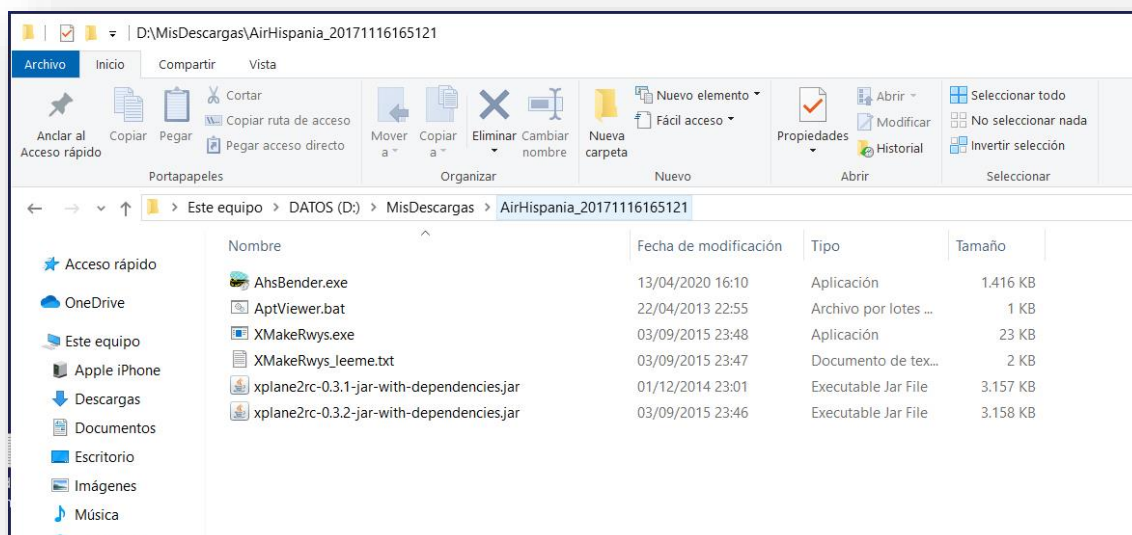 D:\MisDescargas\AirHispania_20171116165121
Archivo Inicio Compartir Vista
Anclar al Acceso rápido
Copiar
Pegar
Cortar
Copiar ruta de acceso
Pegar acceso directo
Mover a
Copiar a
Eliminar
Cambiar nombre
Nueva carpeta
Nuevo elemento
Fácil acceso
Propiedades
Abrir
Modificar
Historial
Seleccionar todo
No seleccionar nada
Invertir selección
Portapapeles Organizar Nuevo Abrir Seleccionar
Este equipo > DATOS (D:) > MisDescargas > AirHispania_20171116165121
Nombre Fecha de modificación Tipo Tamaño
AhsBender.exe 13/04/2020 16:10 Aplicación 1.416 KB
AptViewer.bat 22/04/2013 22:55 Archivo por lotes ... 1 KB
XMakeRwys.exe 03/09/2015 23:48 Aplicación 23 KB
XMakeRwys_leeme.txt 03/09/2015 23:47 Documento de tex... 2 KB
xplane2rc-0.3.1-jar-with-dependencies.jar 01/12/2014 23:01 Executable Jar File 3.157 KB
xplane2rc-0.3.2-jar-with-dependencies.jar 03/09/2015 23:46 Executable Jar File 3.158 KB
Acceso rápido
OneDrive
Este equipo
Apple iPhone
Descargas
Documentos
Escritorio
Imágenes
Música